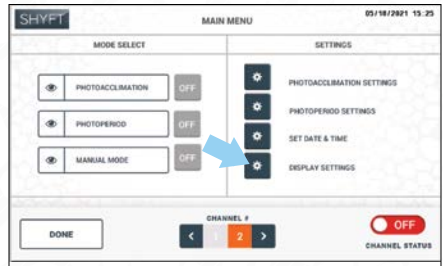 SHYFT
MAIN MENU
05/18/2021 15:25
MODE SELECT
SETTINGS
PHOTOACCLIMATION OFF
PHOTOPERIOD OFF
MANUAL MODE OFF
PHOTOACCLIMATION SETTINGS
PHOTOPERIOD SETTINGS
SET DATE & TIME
DISPLAY SETTINGS
DONE
CHANNEL #
< 1 2 >
OFF
CHANNEL STATUS